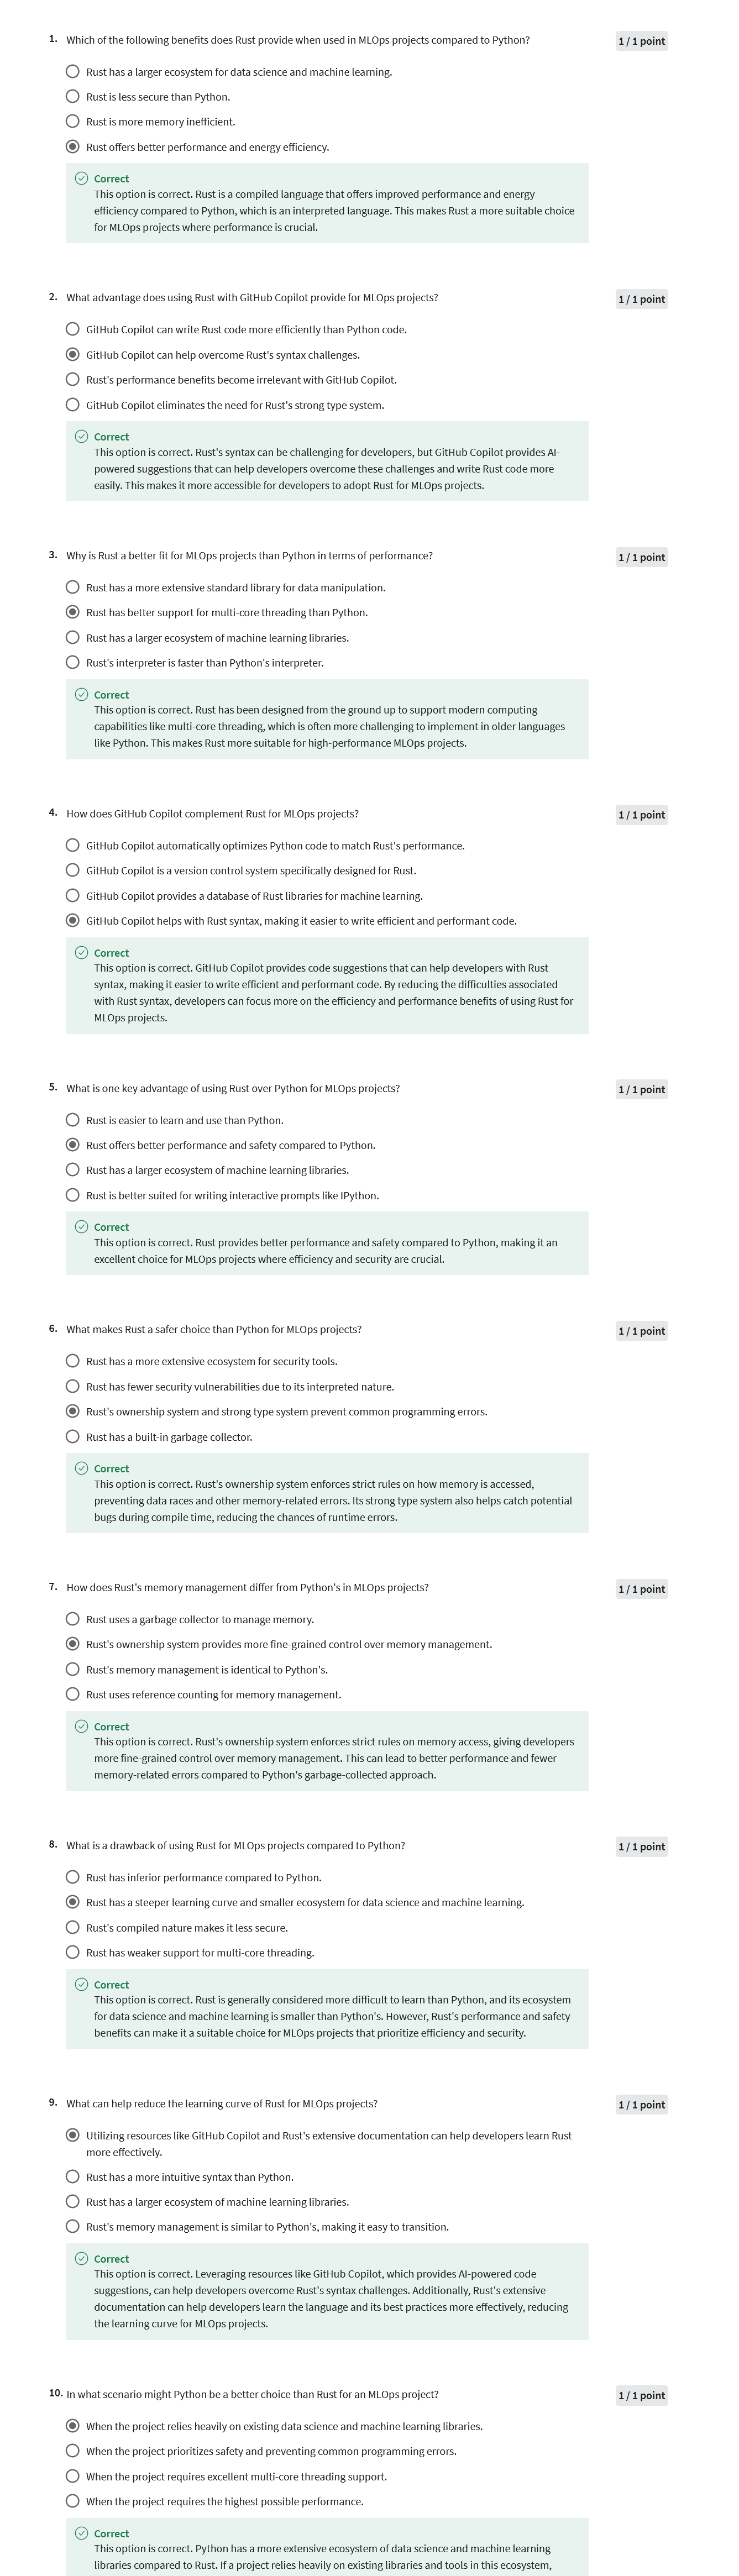 1. Which of the following benefits does Rust provide when used in MLOps projects compared to Python?
1 / 1 point
Rust has a larger ecosystem for data science and machine learning.
Rust is less secure than Python.
Rust is more memory inefficient.
Rust offers better performance and energy efficiency.
Correct
This option is correct. Rust is a compiled language that offers improved performance and energy
efficiency compared to Python, which is an interpreted language. This makes Rust a more suitable choice
for MLOps projects where performance is crucial.
2. What advantage does using Rust with GitHub Copilot provide for MLOps projects?
1 / 1 point
GitHub Copilot can write Rust code more efficiently than Python code.
GitHub Copilot can help overcome Rust's syntax challenges.
Rust's performance benefits become irrelevant with GitHub Copilot.
GitHub Copilot eliminates the need for Rust's strong type system.
Correct
This option is correct. Rust's syntax can be challenging for developers, but GitHub Copilot provides AI-
powered suggestions that can help developers overcome these challenges and write Rust code more
easily. This makes it more accessible for developers to adopt Rust for MLOps projects.
3. Why is Rust a better fit for MLOps projects than Python in terms of performance?
1 / 1 point
Rust has a more extensive standard library for data manipulation.
Rust has better support for multi-core threading than Python.
Rust has a larger ecosystem of machine learning libraries.
Rust's interpreter is faster than Python's interpreter.
Correct
This option is correct. Rust has been designed from the ground up to support modern computing
capabilities like multi-core threading, which is often more challenging to implement in older languages
like Python. This makes Rust more suitable for high-performance MLOps projects.
4. How does GitHub Copilot complement Rust for MLOps projects?
1 / 1 point
GitHub Copilot automatically optimizes Python code to match Rust's performance.
GitHub Copilot is a version control system specifically designed for Rust.
GitHub Copilot provides a database of Rust libraries for machine learning.
GitHub Copilot helps with Rust syntax, making it easier to write efficient and performant code.
Correct
This option is correct. GitHub Copilot provides code suggestions that can help developers with Rust
syntax, making it easier to write efficient and performant code. By reducing the difficulties associated
with Rust syntax, developers can focus more on the efficiency and performance benefits of using Rust for
MLOps projects.
5. What is one key advantage of using Rust over Python for MLOps projects?
1 / 1 point
Rust is easier to learn and use than Python.
Rust offers better performance and safety compared to Python.
Rust has a larger ecosystem of machine learning libraries.
Rust is better suited for writing interactive prompts like IPython.
Correct
This option is correct. Rust provides better performance and safety compared to Python, making it an
excellent choice for MLOps projects where efficiency and security are crucial.
6. What makes Rust a safer choice than Python for MLOps projects?
1 / 1 point
Rust has a more extensive ecosystem for security tools.
Rust has fewer security vulnerabilities due to its interpreted nature.
Rust's ownership system and strong type system prevent common programming errors.
Rust has a built-in garbage collector.
Correct
This option is correct. Rust's ownership system enforces strict rules on how memory is accessed,
preventing data races and other memory-related errors. Its strong type system also helps catch potential
bugs during compile time, reducing the chances of runtime errors.
7. How does Rust's memory management differ from Python's in MLOps projects?
1 / 1 point
Rust uses a garbage collector to manage memory.
Rust's ownership system provides more fine-grained control over memory management.
Rust's memory management is identical to Python's.
Rust uses reference counting for memory management.
Correct
This option is correct. Rust's ownership system enforces strict rules on memory access, giving developers
more fine-grained control over memory management. This can lead to better performance and fewer
memory-related errors compared to Python's garbage-collected approach.
8. What is a drawback of using Rust for MLOps projects compared to Python?
1 / 1 point
Rust has inferior performance compared to Python.
Rust has a steeper learning curve and smaller ecosystem for data science and machine learning.
Rust's compiled nature makes it less secure.
Rust has weaker support for multi-core threading.
Correct
This option is correct. Rust is generally considered more difficult to learn than Python, and its ecosystem
for data science and machine learning is smaller than Python's. However, Rust's performance and safety
benefits can make it a suitable choice for MLOps projects that prioritize efficiency and security.
9. What can help reduce the learning curve of Rust for MLOps projects?
1 / 1 point
Utilizing resources like GitHub Copilot and Rust's extensive documentation can help developers learn Rust
more effectively.
Rust has a more intuitive syntax than Python.
Rust has a larger ecosystem of machine learning libraries.
Rust's memory management is similar to Python's, making it easy to transition.
Correct
This option is correct. Leveraging resources like GitHub Copilot, which provides AI-powered code
suggestions, can help developers overcome Rust's syntax challenges. Additionally, Rust's extensive
documentation can help developers learn the language and its best practices more effectively, reducing
the learning curve for MLOps projects.
10. In what scenario might Python be a better choice than Rust for an MLOps project?
1 / 1 point
When the project relies heavily on existing data science and machine learning libraries.
When the project prioritizes safety and preventing common programming errors.
When the project requires excellent multi-core threading support.
When the project requires the highest possible performance.
Correct
This option is correct. Python has a more extensive ecosystem of data science and machine learning
libraries compared to Rust. If a project relies heavily on existing libraries and tools in this ecosystem,